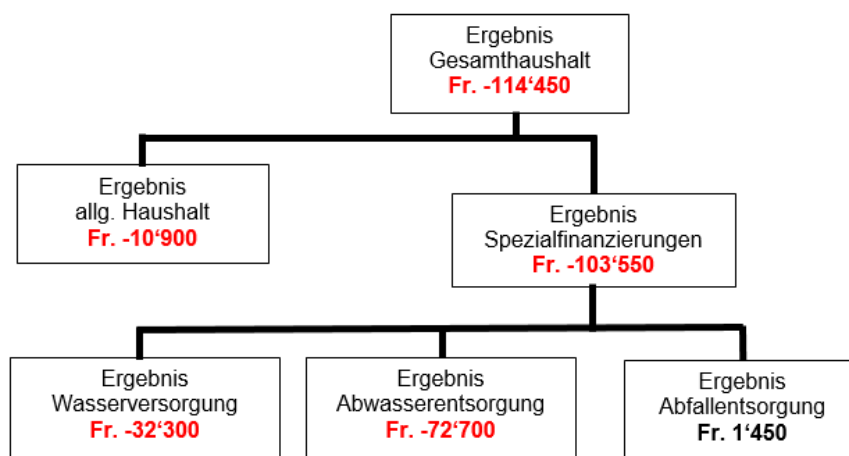 Ergebnis
Gesamthaushalt
Fr. -114‘450
Ergebnis
allg. Haushalt
Fr. -10‘900
Ergebnis
Spezialfinanzierungen
Fr. -103‘550
Ergebnis
Wasserversorgung
Fr. -32‘300
Ergebnis
Abwasserentsorgung
Fr. -72‘700
Ergebnis
Abfallentsorgung
Fr. 1‘450